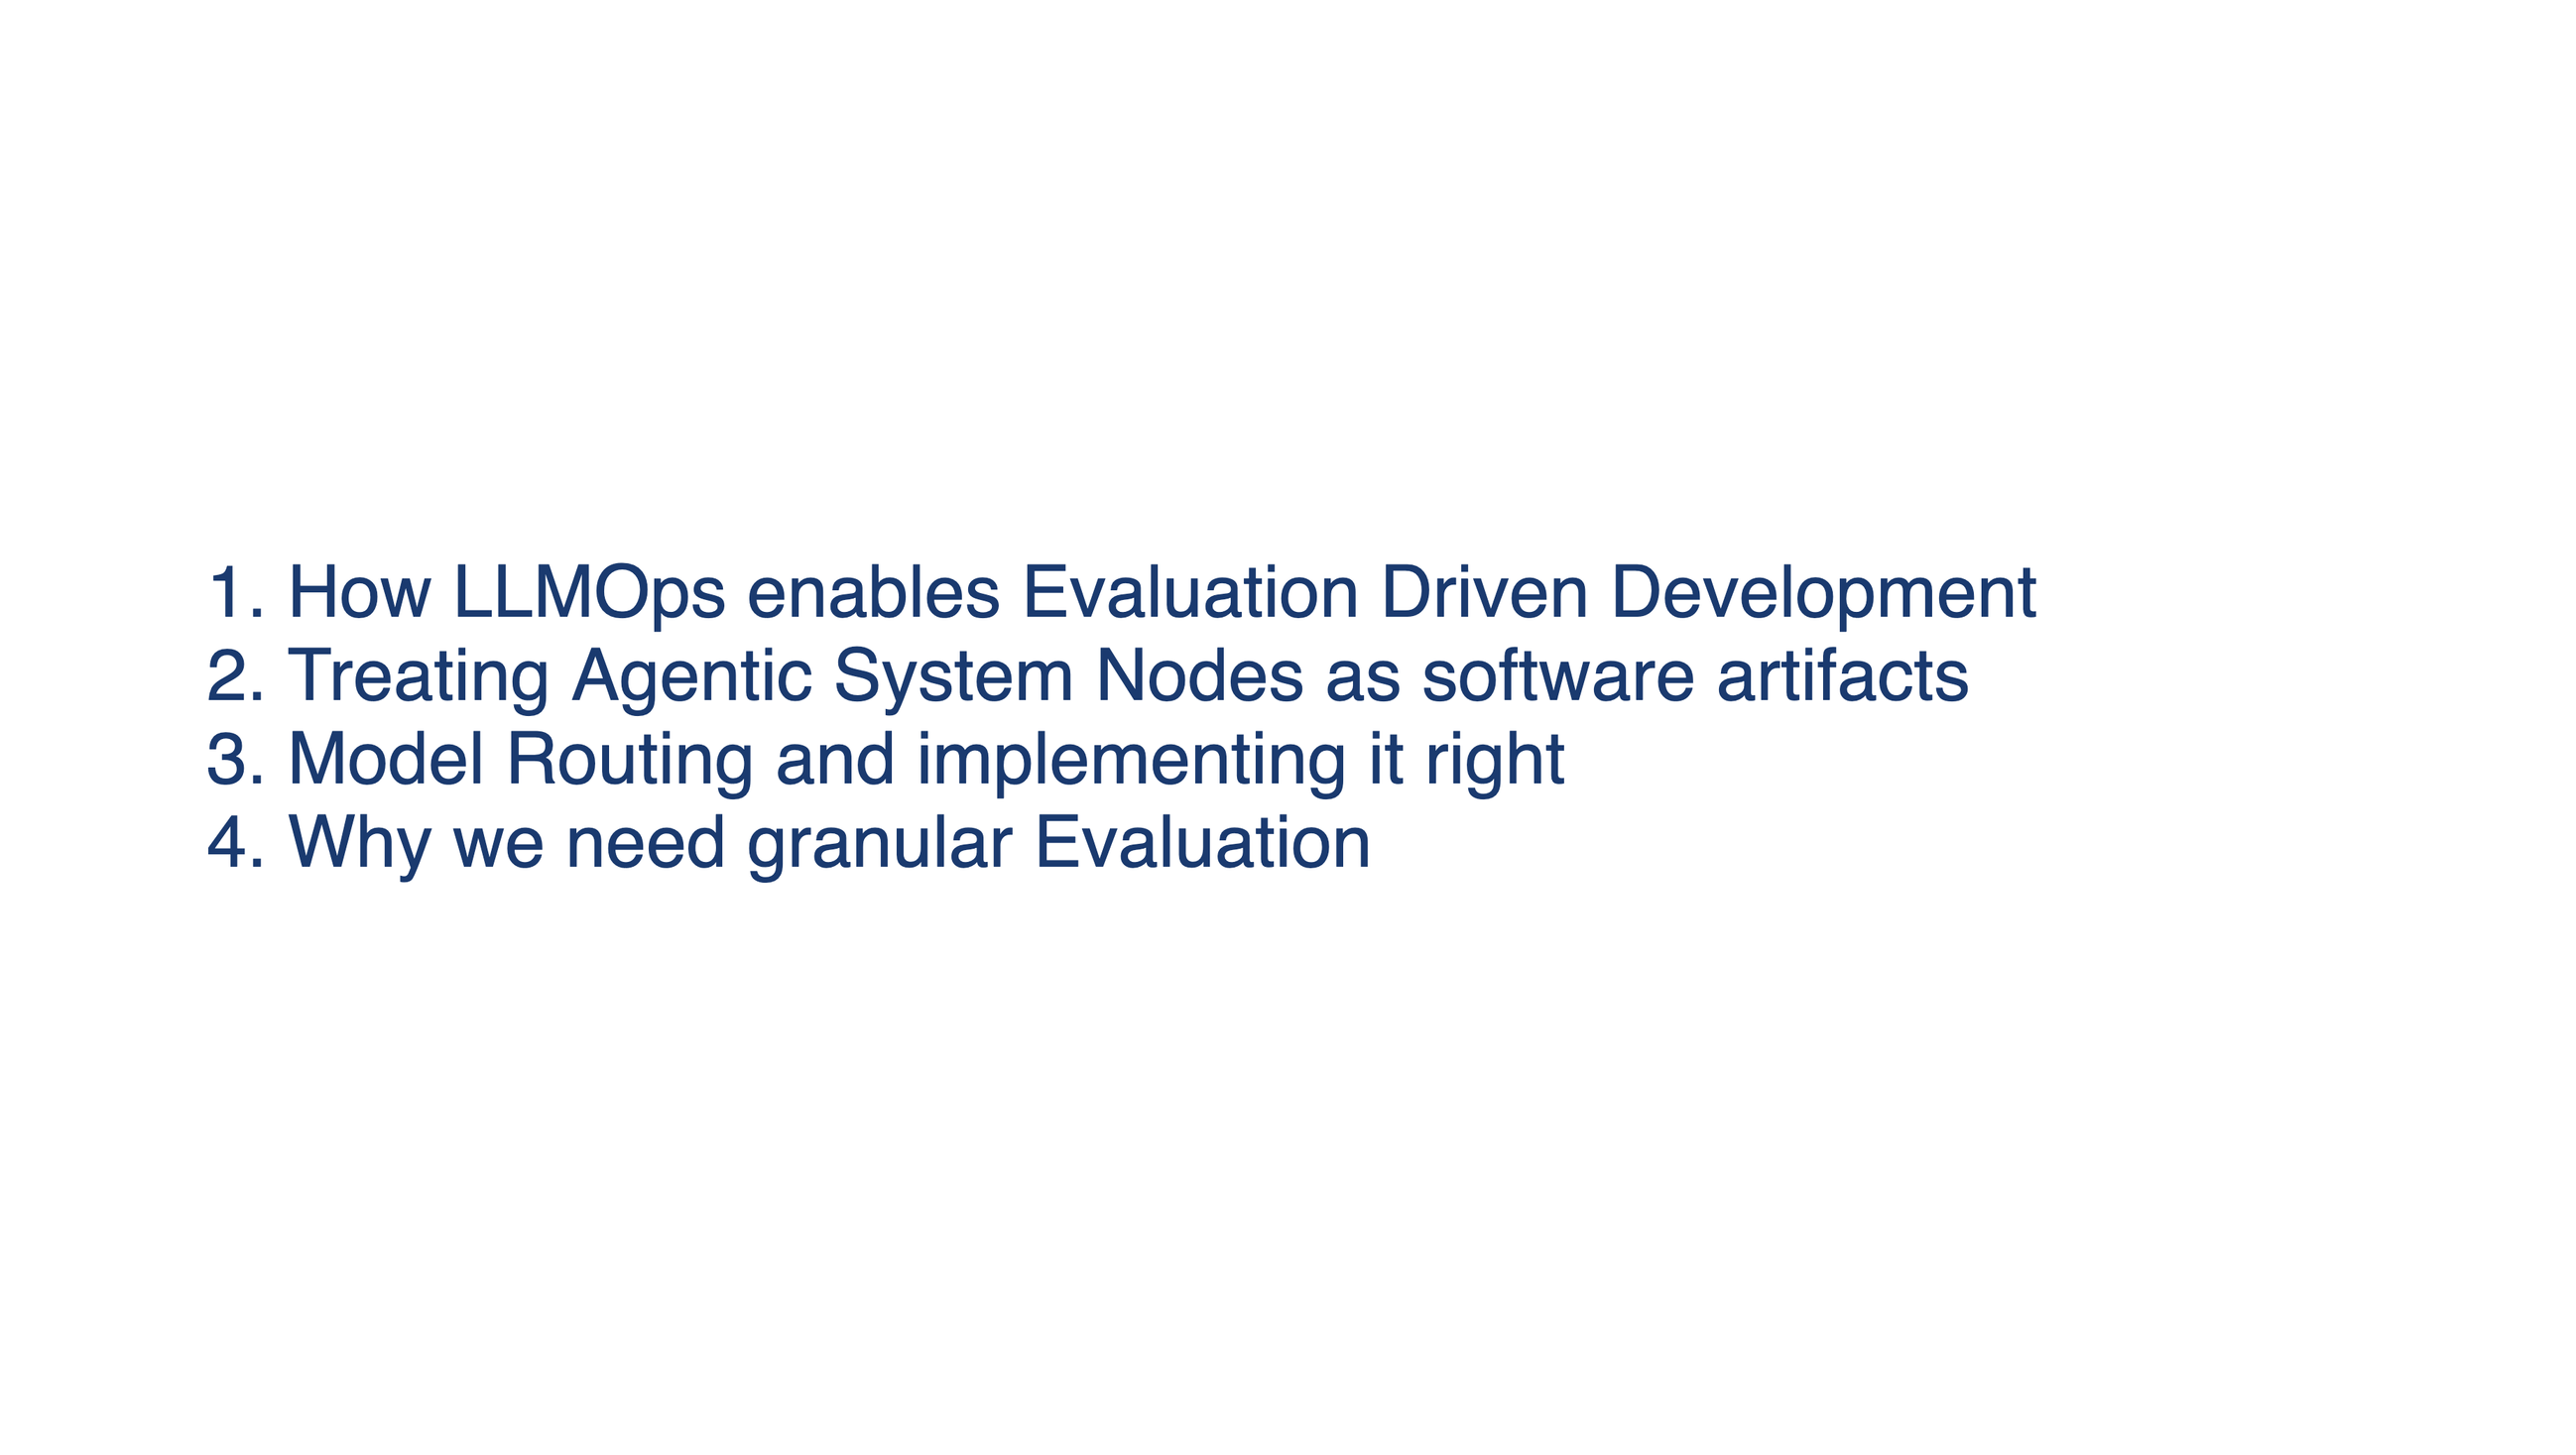 1. How LLMOps enables Evaluation Driven Development
2. Treating Agentic System Nodes as software artifacts
3. Model Routing and implementing it right
4. Why we need granular Evaluation